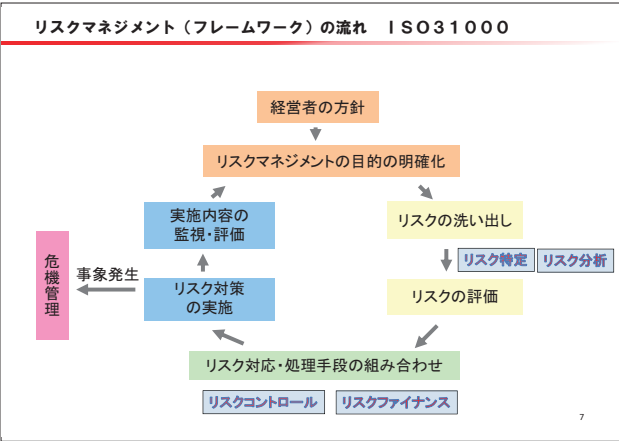 リスクマネジメント（フレームワーク）の流れ　ＩＳＯ３１０００
経営者の方針
リスクマネジメントの目的の明確化
実施内容の
監視・評価
リスクの洗い出し
リスク特定
リスク分析
危機管理
事象発生
リスク対策
の実施
リスクの評価
リスク対応・処理手段の組み合わせ
リスクコントロール
リスクファイナンス
7